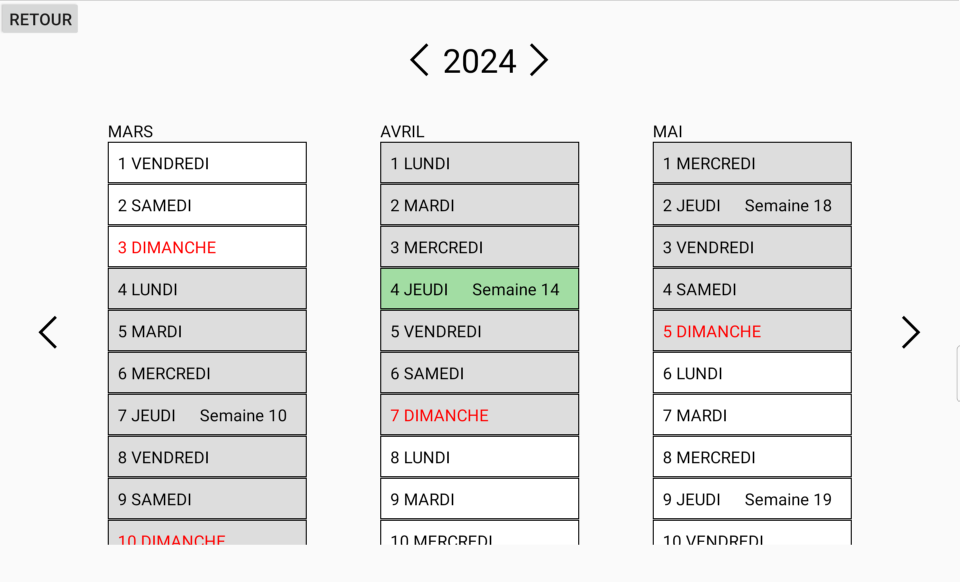 RETOUR
2024
MARS
1 VENDREDI
2 SAMEDI
3 DIMANCHE
4 LUNDI
5 MARDI
6 MERCREDI
7 JEUDI Semaine 10
8 VENDREDI
9 SAMEDI
10 DIMANCHE
AVRIL
1 LUNDI
2 MARDI
3 MERCREDI
4 JEUDI Semaine 14
5 VENDREDI
6 SAMEDI
7 DIMANCHE
8 LUNDI
9 MARDI
10 MERCREDI
MAI
1 MERCREDI
2 JEUDI Semaine 18
3 VENDREDI
4 SAMEDI
5 DIMANCHE
6 LUNDI
7 MARDI
8 MERCREDI
9 JEUDI Semaine 19
10 VENDREDI